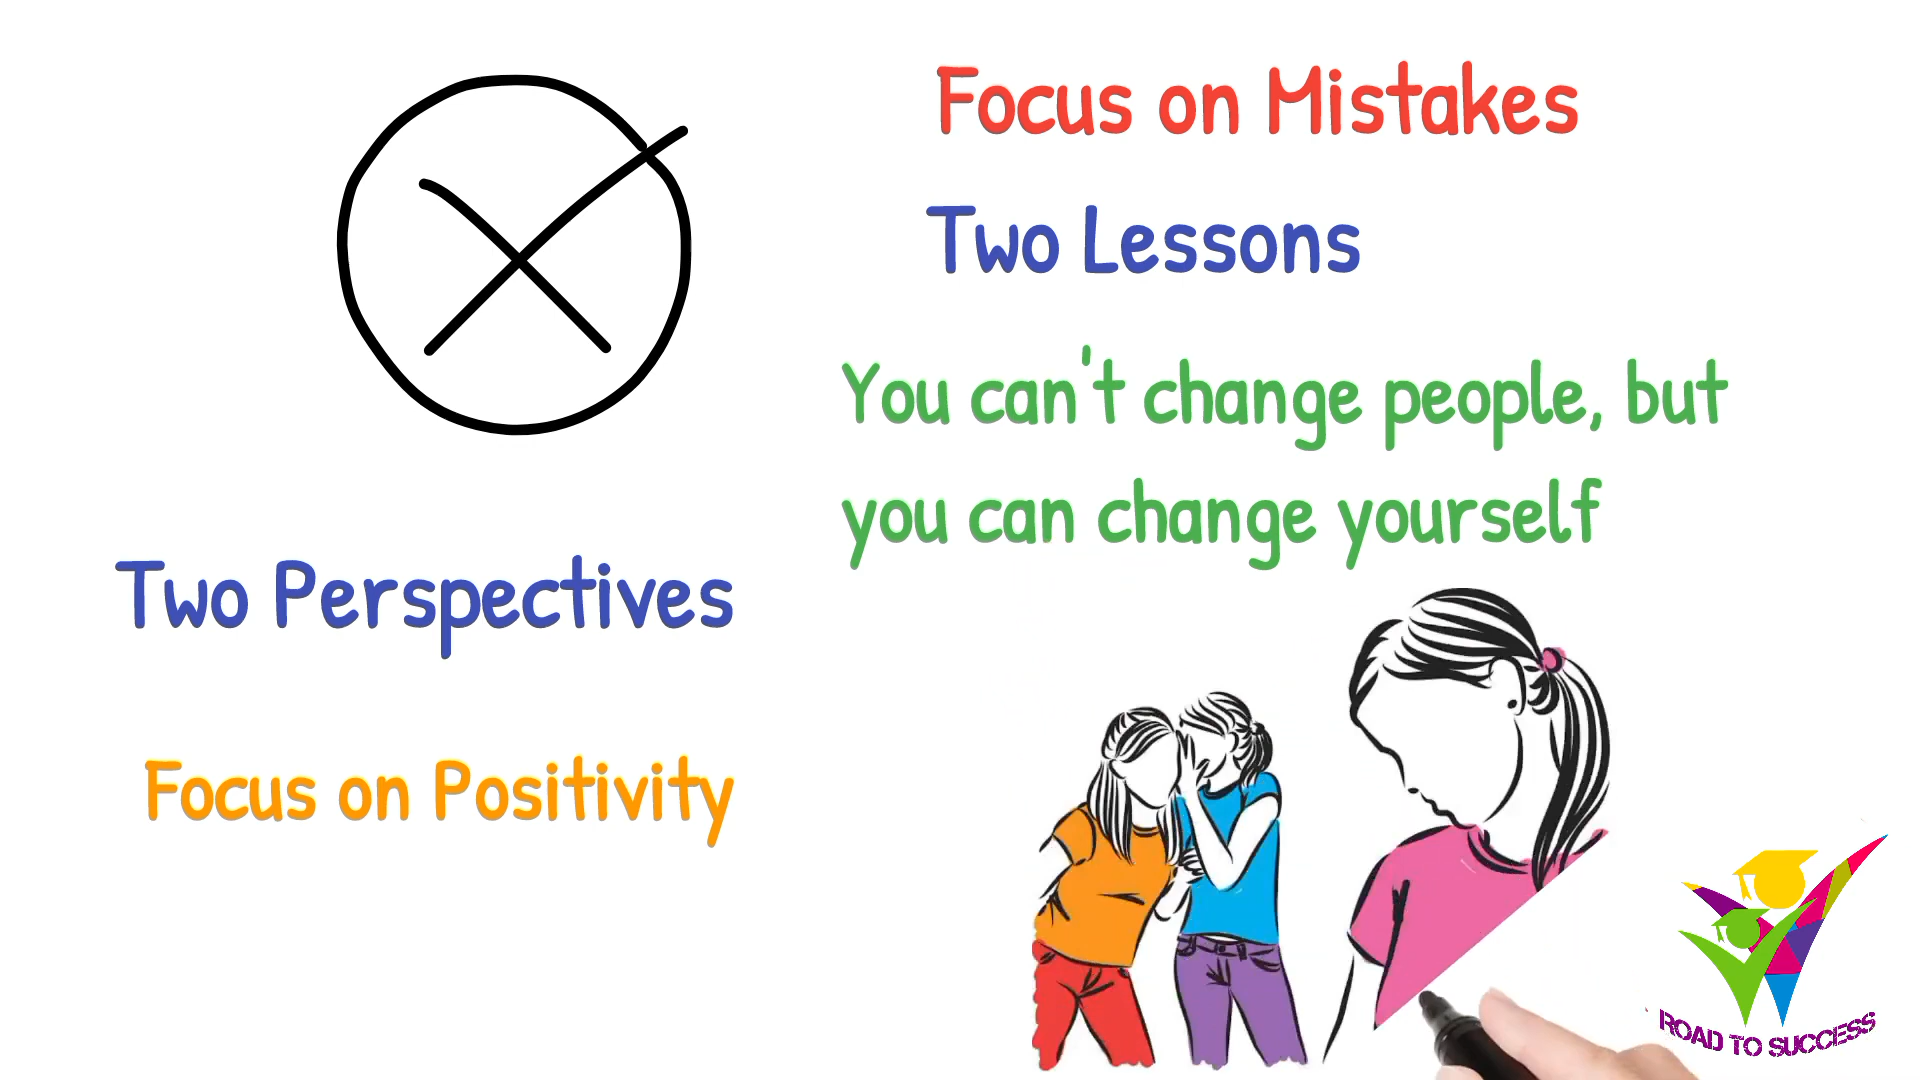 Focus on Mistakes
Two Lessons
You can't change people, but
you can change yourself
Two Perspectives
Focus on Positivity
ROAD TO SUCCESS